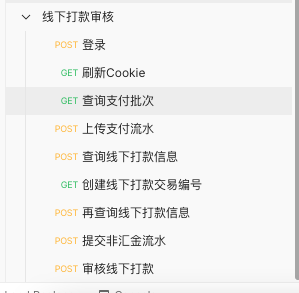 线下打款审核
POST 登录
GET 刷新Cookie
GET 查询支付批次
POST 上传支付流水
POST 查询线下打款信息
GET 创建线下打款交易编号
POST 再查询线下打款信息
POST 提交非汇金流水
POST 审核线下打款